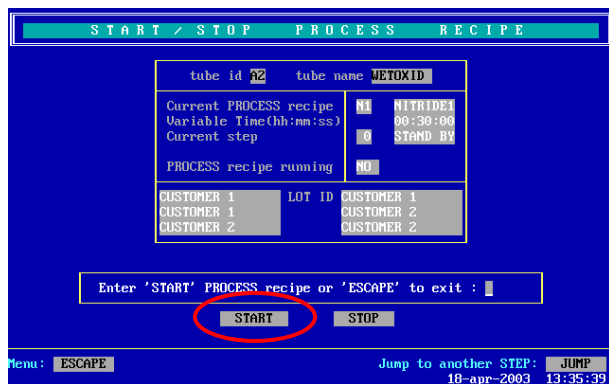 START / STOP PROCESS RECIPE
tube id A2 tube name WETOXID
Current PROCESS recipe N1 NITRIDE1
Variable Time(hh:mm:ss) 00:30:00
Current step 0 STAND BY
PROCESS recipe running NO
CUSTOMER 1 LOT ID CUSTOMER 1
CUSTOMER 1 CUSTOMER 2
CUSTOMER 2 CUSTOMER 2
Enter 'START' PROCESS recipe or 'ESCAPE' to exit :
START STOP
Menu: ESCAPE Jump to another STEP: JUMP
18-apr-2003 13:35:39